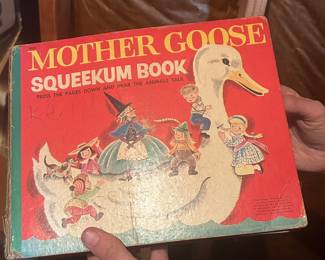 MOTHER GOOSE
SQUEEKUM BOOK
PRESS THE PAGES DOWN AND HEAR THE ANIMALS TALK